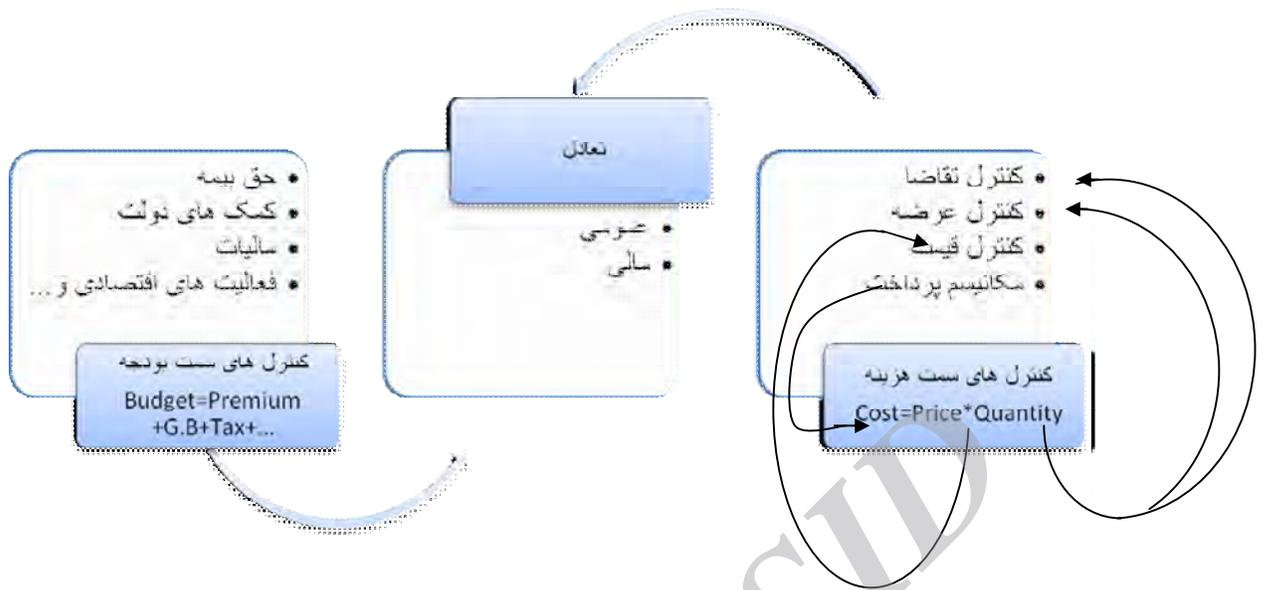 تعادل
• کنترل تقاضا
• کنترل عرضه
• کنترل قیمت
• مکانیسم پرداخت
کنترل های سمت هزینه
Cost=Price*Quantity
• عمومی
• مالی
• حق بیمه
• کمک های دولت
• مالیات
• فعالیت های اقتصادی و ...
کنترل های سمت بودجه
Budget=Premium
+G.B+Tax+...
SID